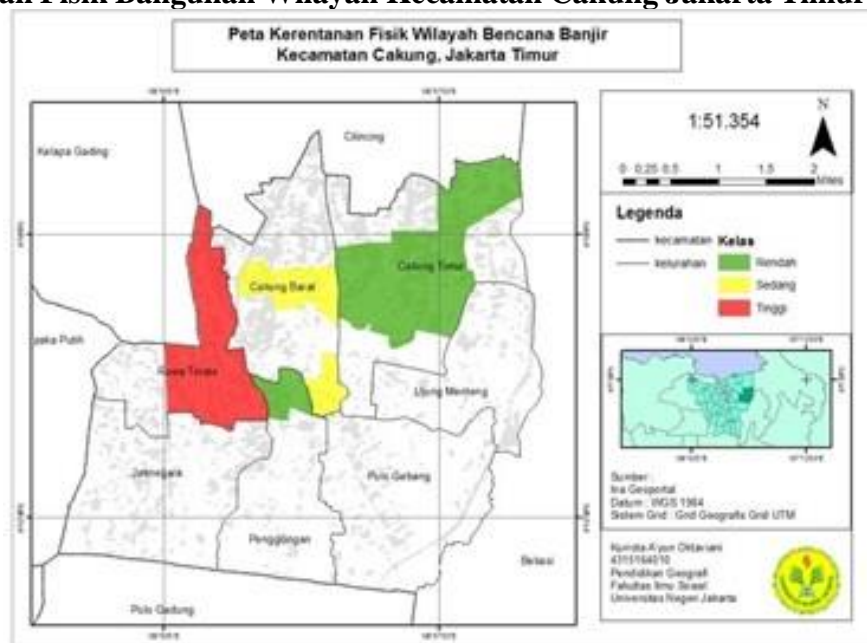 an Fisik Bangunan Wilayah Kecamatan Cakung Jakarta Timur
Peta Kerentanan Fisik Wilayah Bencana Banjir
Kecamatan Cakung, Jakarta Timur
Kelapa Gading
Cilincing
Cakung Timur
Cakung Barat
paka Putih
Rawa Terate
Ujung Menteng
Jatinegara
Pulo Gebang
Penggilingan
Bekasi
Pulo Gadung
N
1:51.354
0 0,25 0,5 1 1,5 2
Miles
Legenda
kecamatan Kelas
kelurahan
Rendah
Sedang
Tinggi
Sumber :
Ina Geoportal
Datum : WGS 1984
Sistem Grid : Grid Geografis Grid UTM
4315164010
Pendidikan Geografi
Fakultas Ilmu Sosial
Universitas Negeri Jakarta